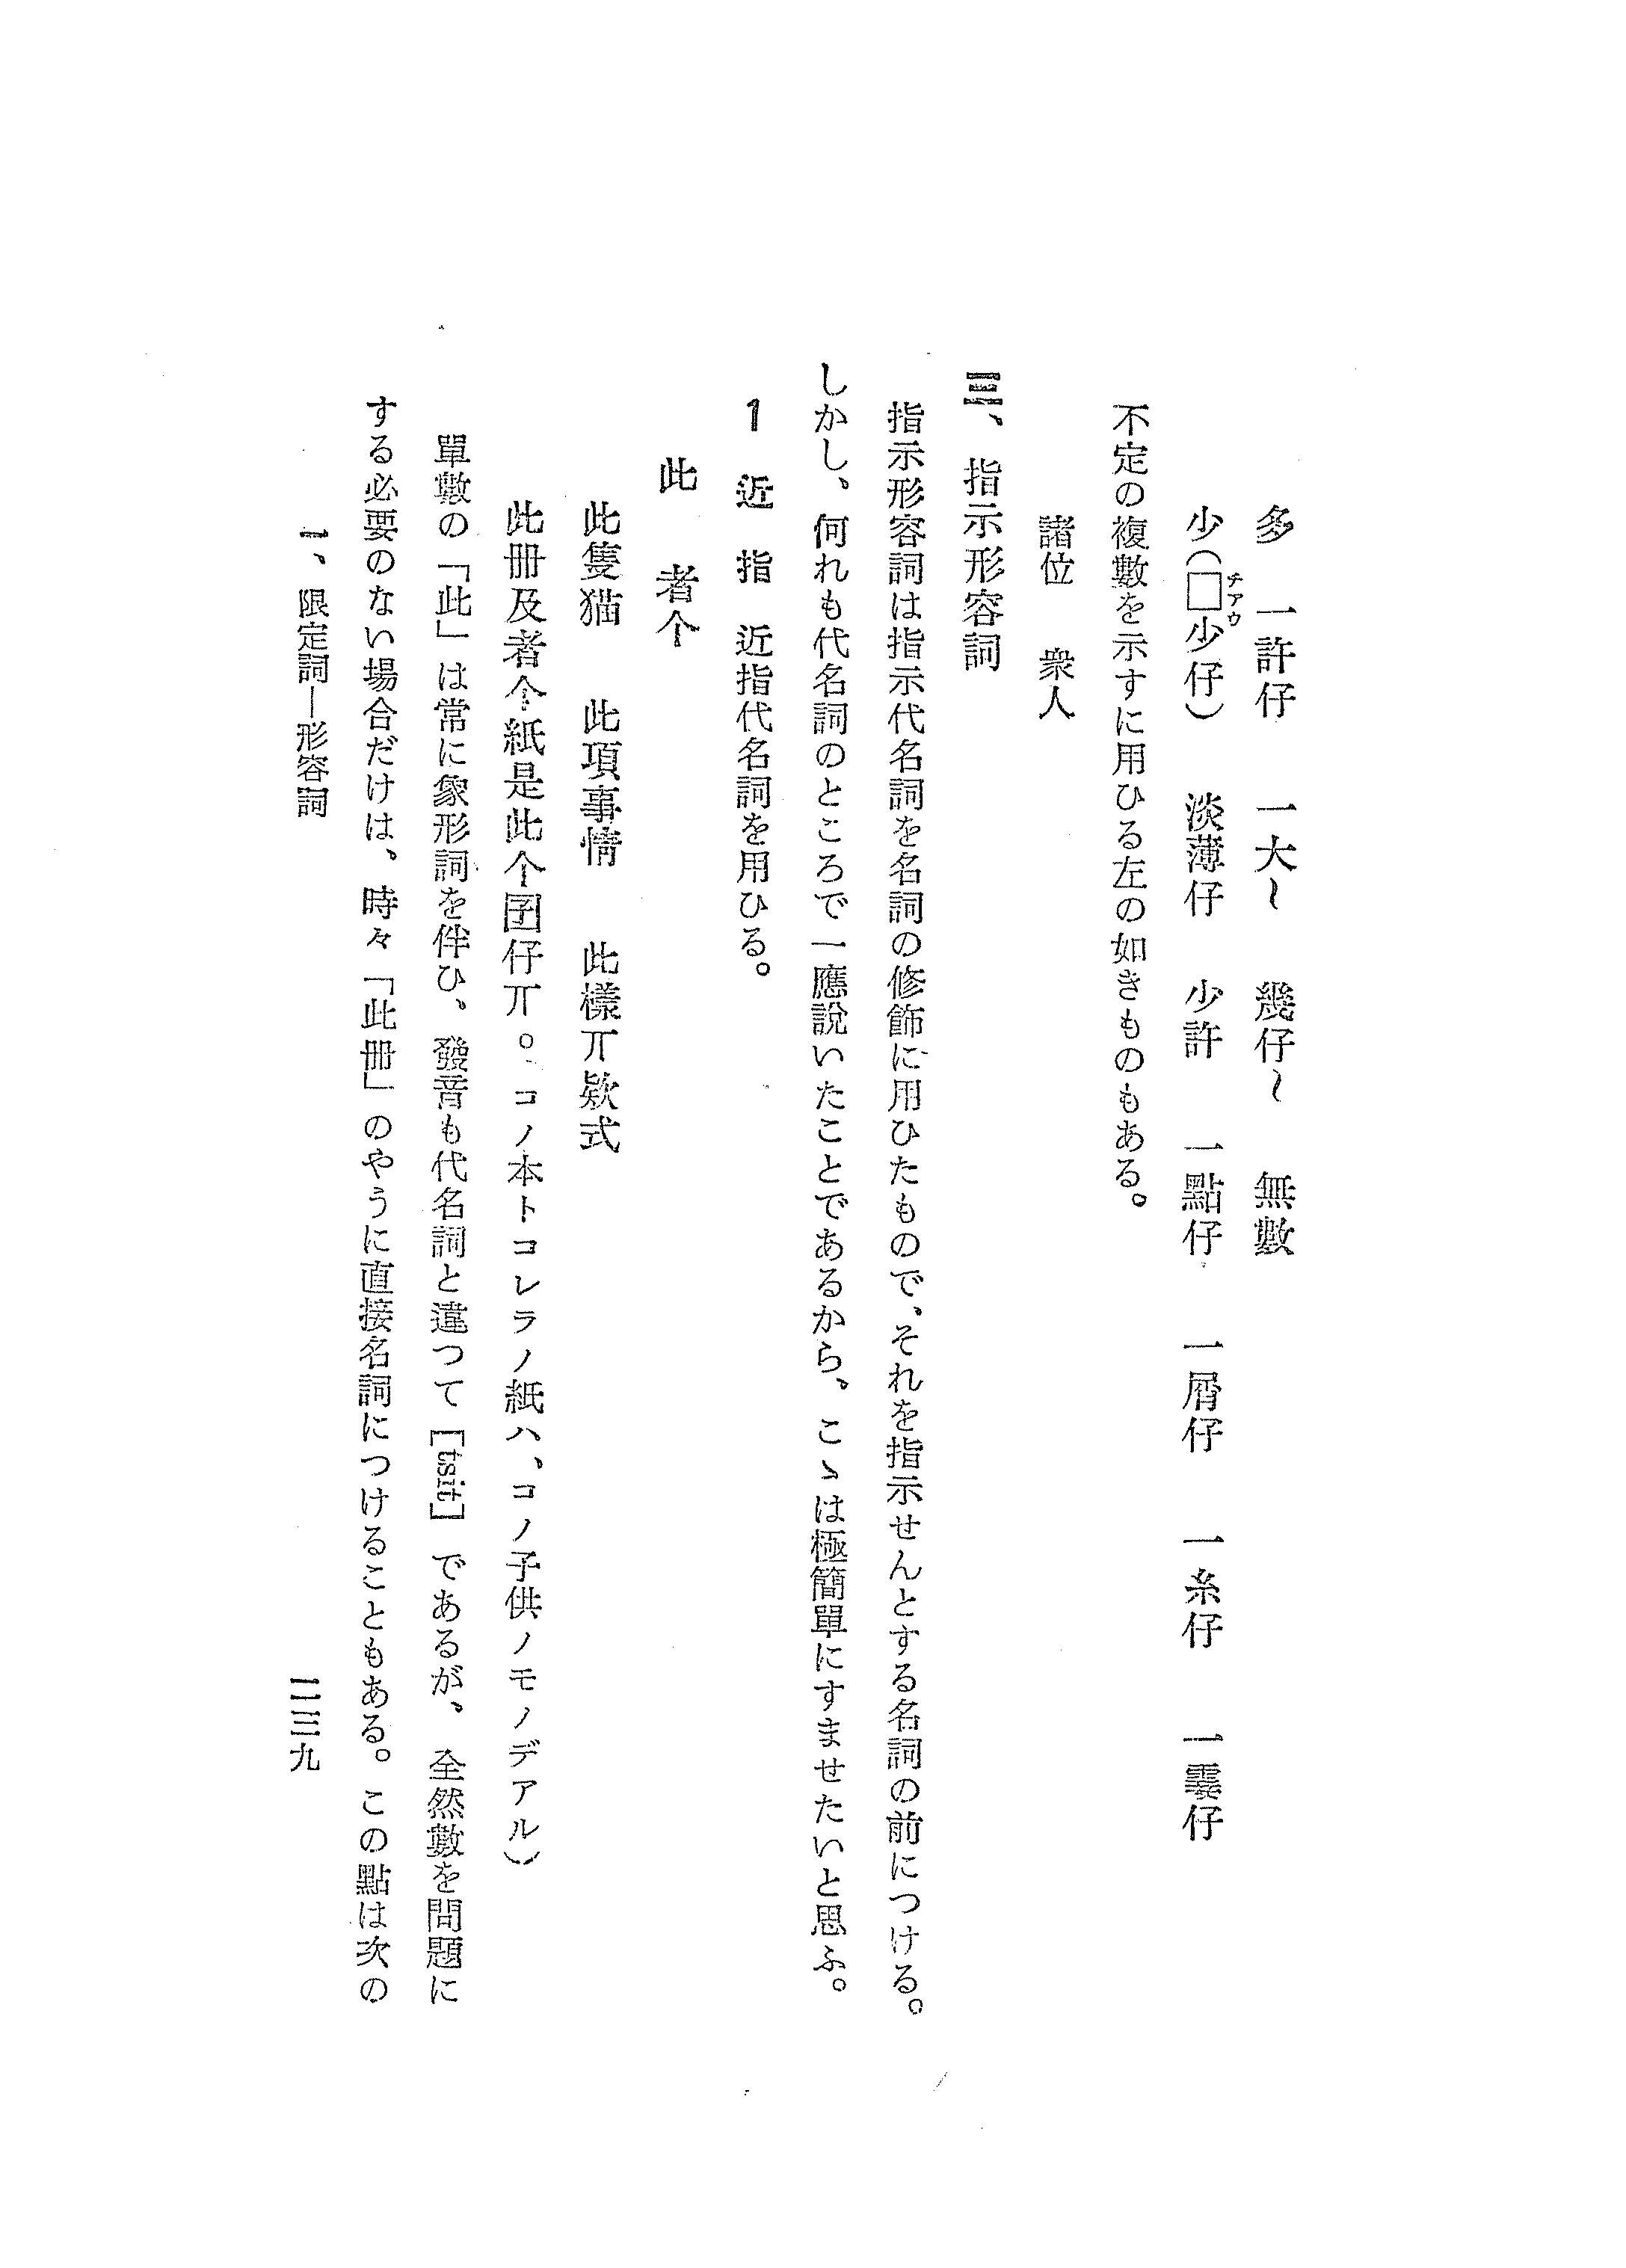 多　一許仔　一大〜　幾仔〜　無數
少(□少仔)　淡薄仔　少許　一點仔　一屑仔　一糸仔　一霎仔
チアウ
不定の複數を示すに用ひる左の如きものもある。
諸位　衆人
三、指示形容詞
指示形容詞は指示代名詞を名詞の修飾に用ひたもので、それを指示せんとする名詞の前につける。
しかし、何れも代名詞のところで一應說いたことであるから、こゝは極簡單にすませたいと思ふ。
1　近　指　近指代名詞を用ひる。
此　者个
此隻猫　此項事情　此樣丌欵式
此冊及者个紙是此个囝仔丌。コノ本トコレラノ紙ハ、コノ子供ノモノデアル)
單數の「此」は常に象形詞を伴ひ、發音も代名詞と違つて[tsit]であるが、全然數を問題に
する必要のない場合だけは、時々「此冊」のやうに直接名詞につけることもある。この點は次の
一、限定詞―形容詞
二三九